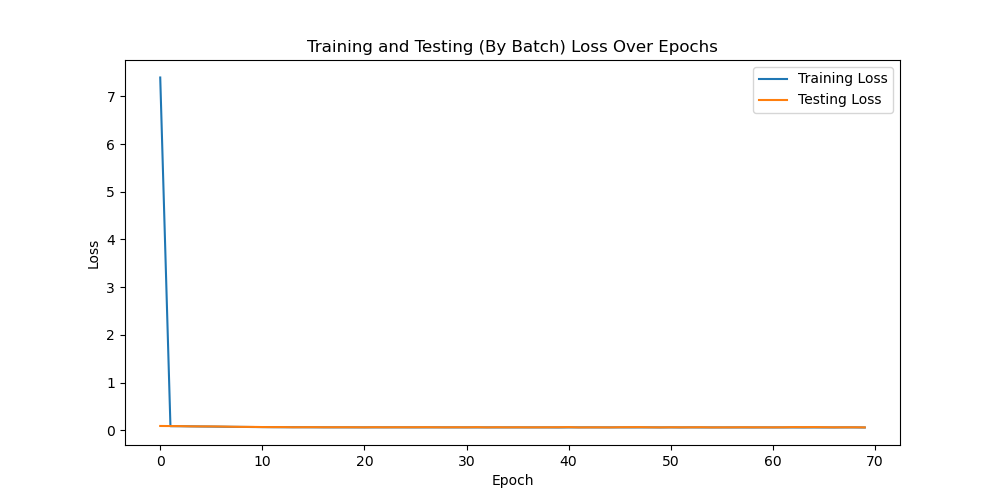 Training and Testing (By Batch) Loss Over Epochs
Training Loss
Testing Loss
7
6
5
4
3
2
1
0
Loss
0 10 20 30 40 50 60 70
Epoch